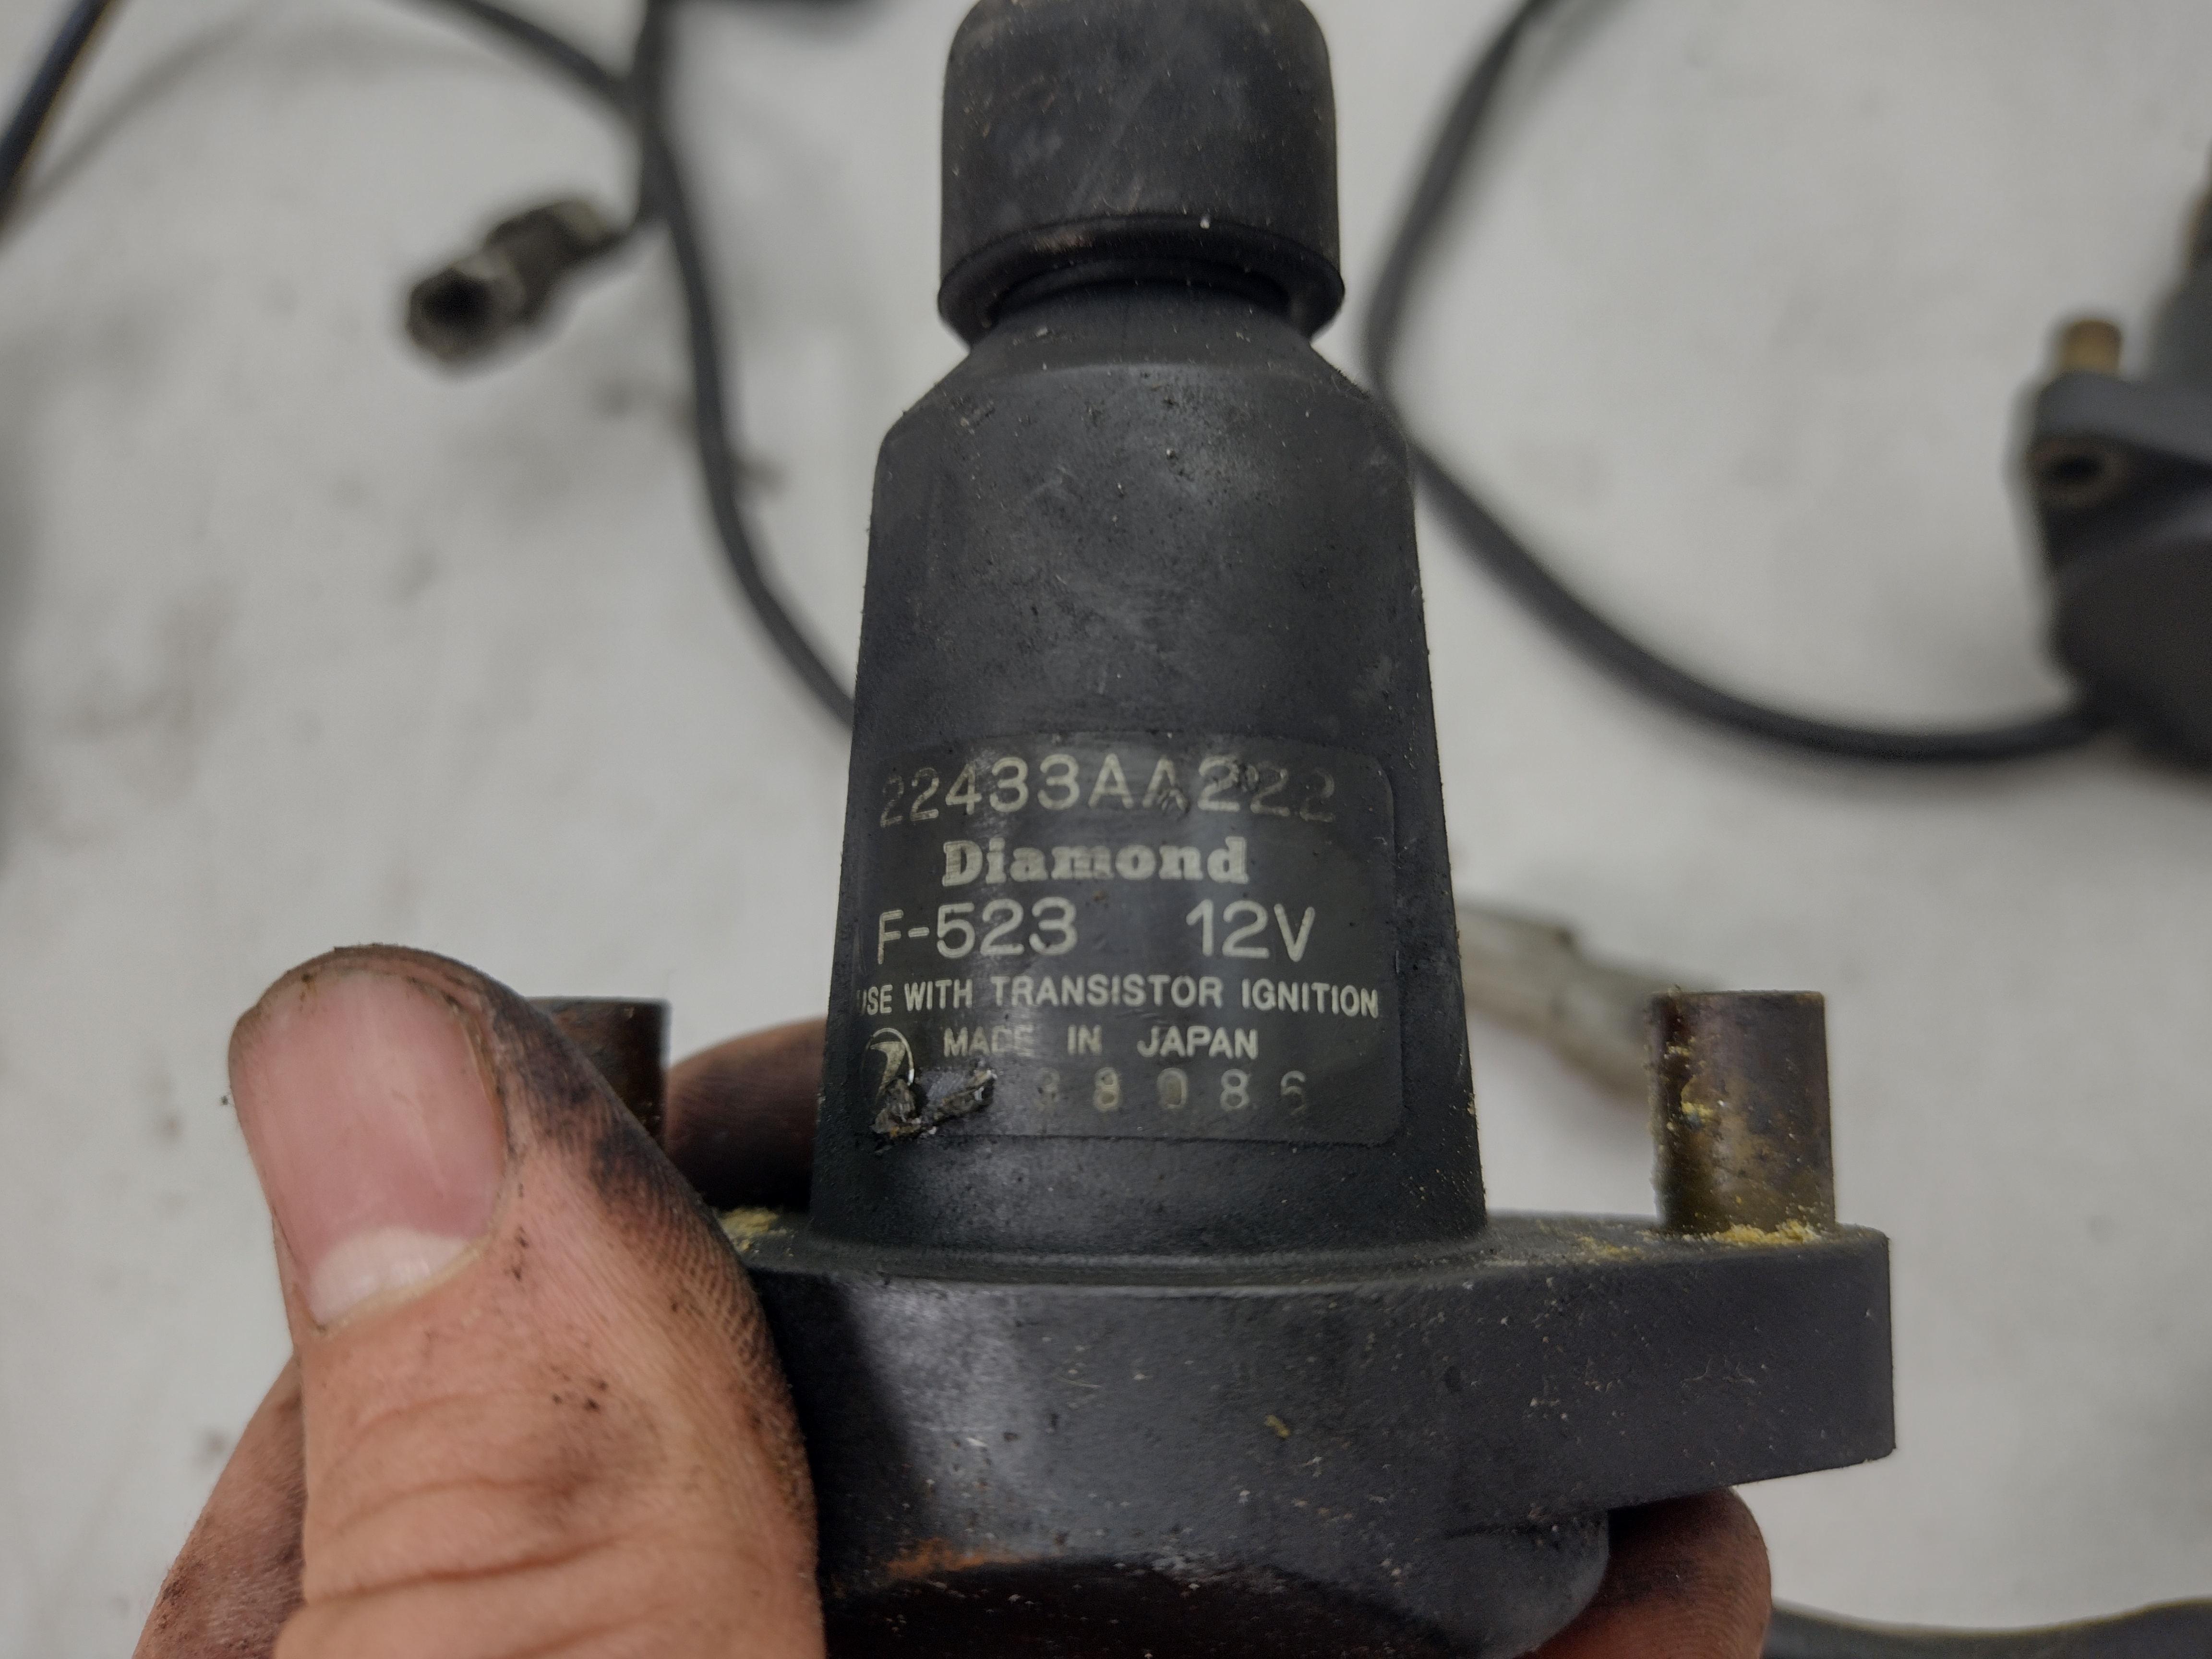 22433AA222
Diamond
F-523 12V
USE WITH TRANSISTOR IGNITION
MADE IN JAPAN